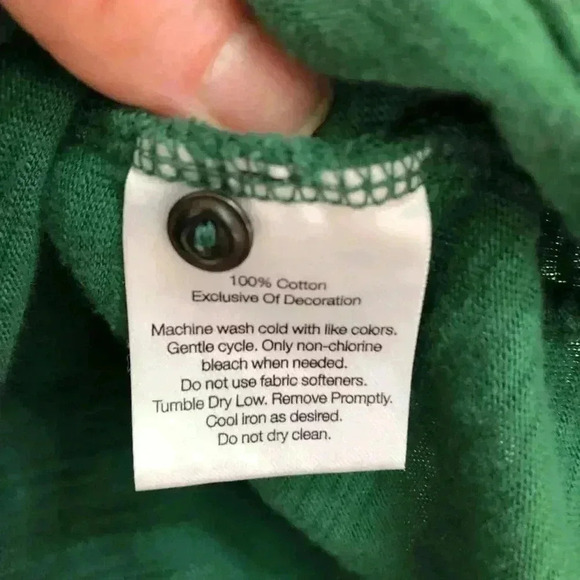 100% Cotton
Exclusive Of Decoration
Machine wash cold with like colors.
Gentle cycle. Only non-chlorine
bleach when needed.
Do not use fabric softeners.
Tumble Dry Low. Remove Promptly.
Cool iron as desired.
Do not dry clean.